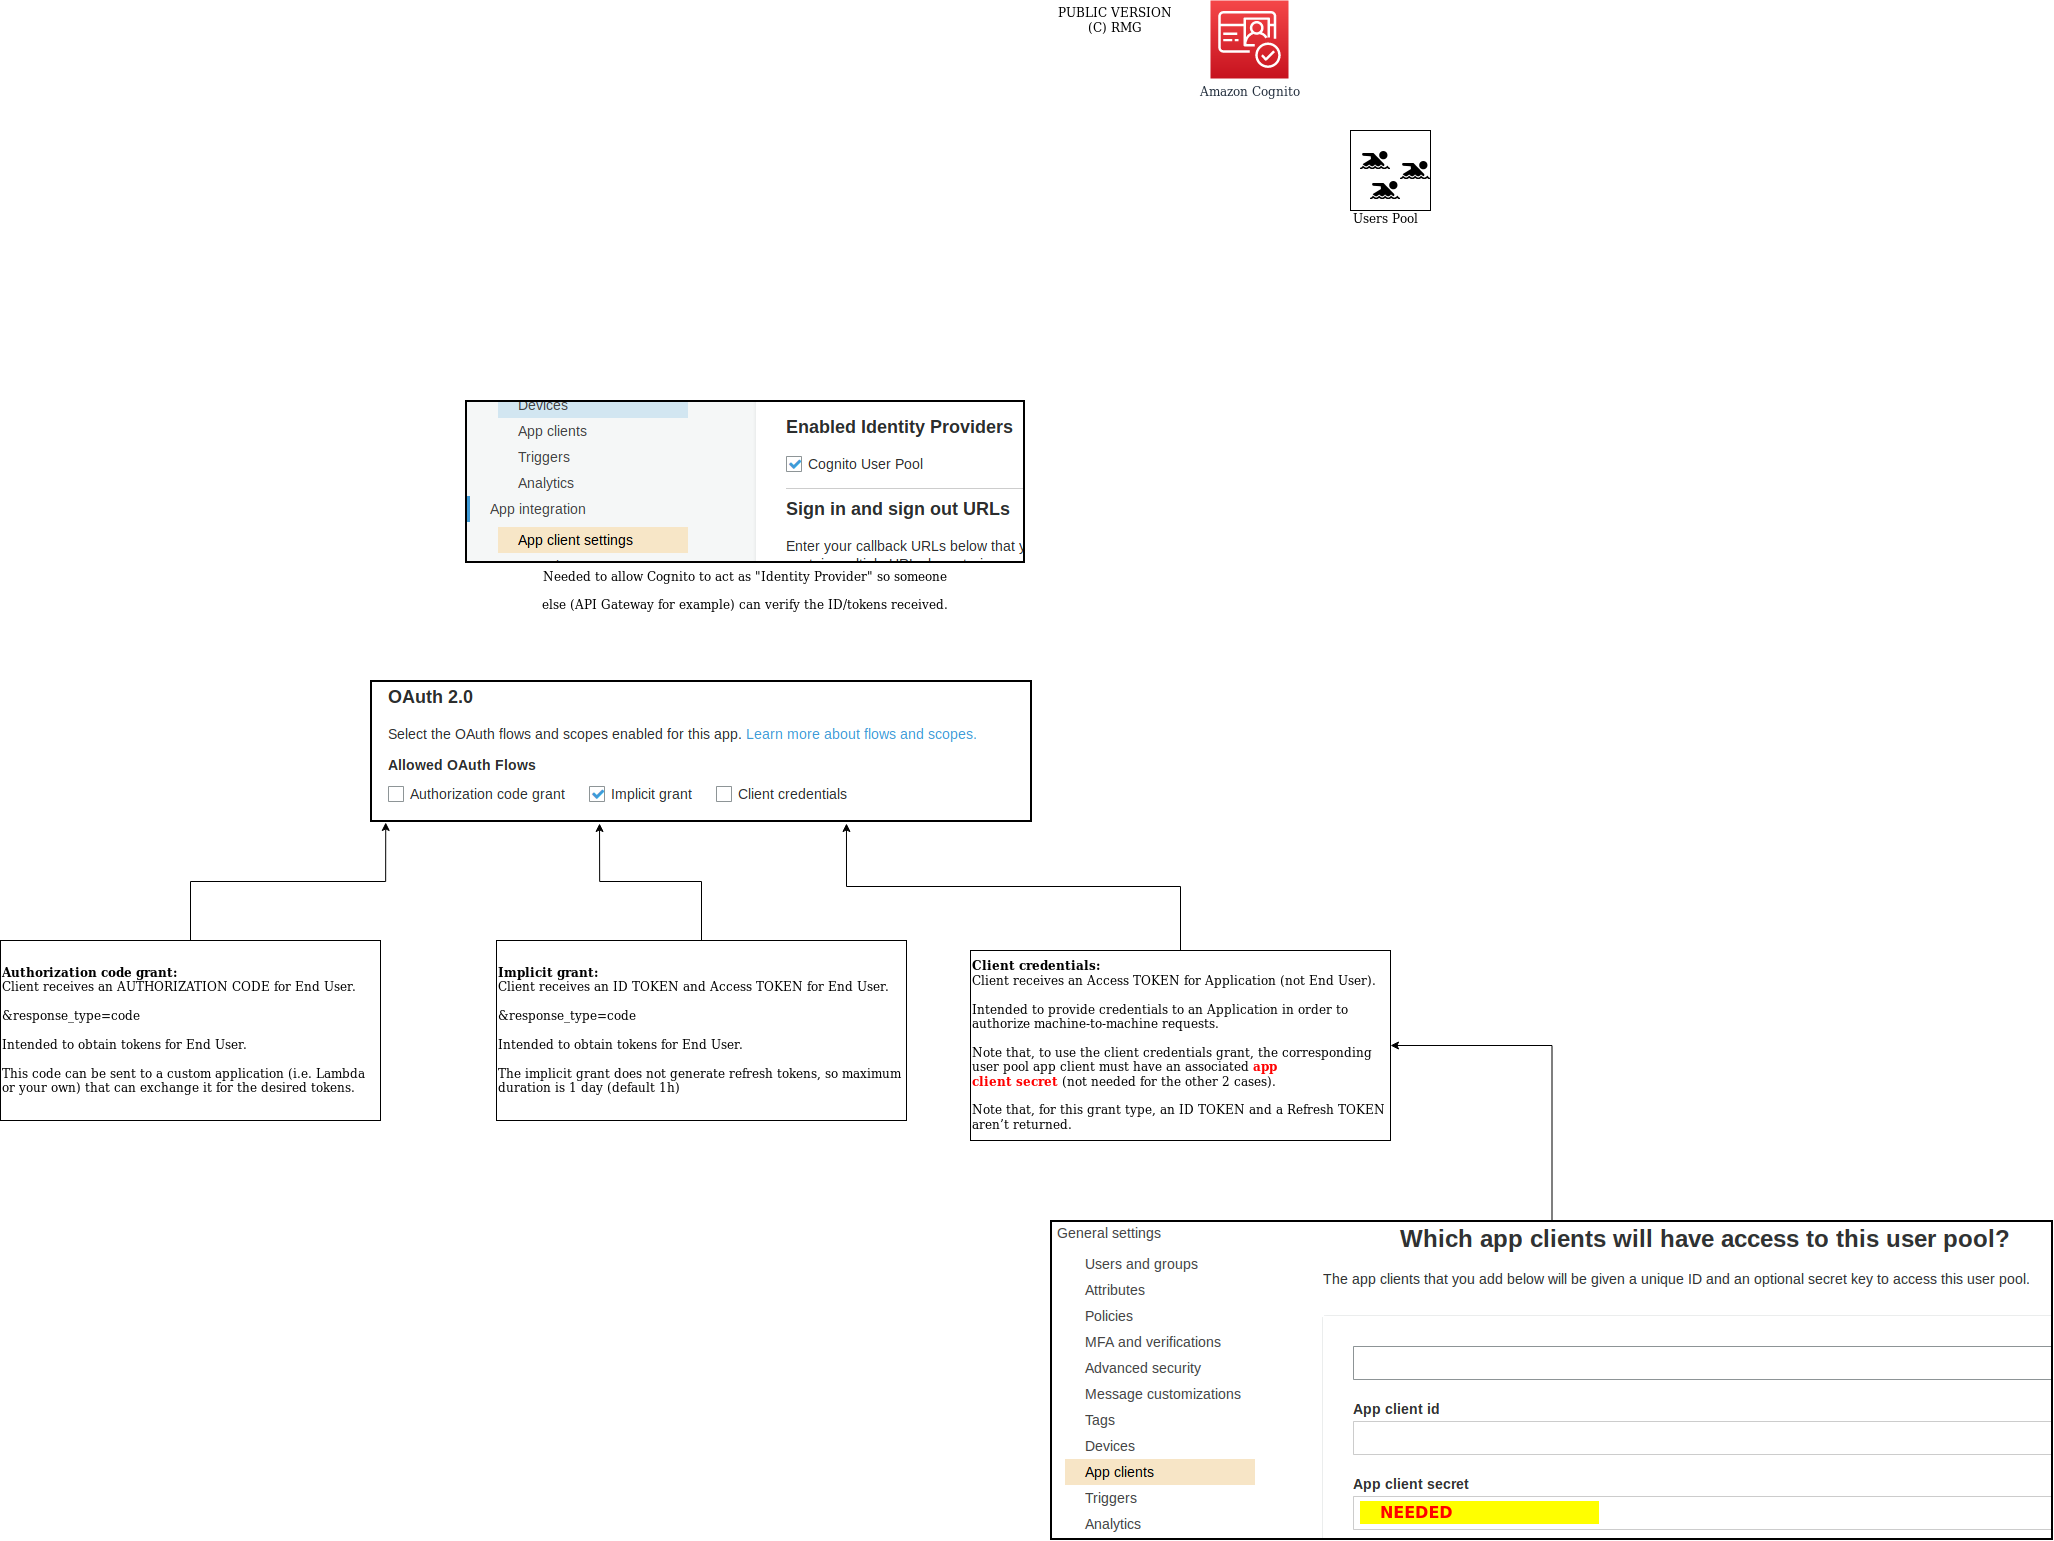 PUBLIC VERSION
(C) RMG
Amazon Cognito
Users Pool
Devices
App clients
Triggers
Analytics
App integration
App client settings
Enabled Identity Providers
Cognito User Pool
Sign in and sign out URLs
Enter your callback URLs below that
Needed to allow Cognito to act as "Identity Provider" so someone
else (API Gateway for example) can verify the ID/tokens received.
OAuth 2.0
Select the OAuth flows and scopes enabled for this app. Learn more about flows and scopes.
Allowed OAuth Flows
Authorization code grant Implicit grant Client credentials
Authorization code grant:
Client receives an AUTHORIZATION CODE for End User.
&response_type=code
Intended to obtain tokens for End User.
This code can be sent to a custom application (i.e. Lambda
or your own) that can exchange it for the desired tokens.
Implicit grant:
Client receives an ID TOKEN and Access TOKEN for End User.
&response_type=code
Intended to obtain tokens for End User.
The implicit grant does not generate refresh tokens, so maximum
duration is 1 day (default 1h)
Client credentials:
Client receives an Access TOKEN for Application (not End User).
Intended to provide credentials to an Application in order to
authorize machine-to-machine requests.
Note that, to use the client credentials grant, the corresponding
user pool app client must have an associated app
client secret (not needed for the other 2 cases).
Note that, for this grant type, an ID TOKEN and a Refresh TOKEN
aren’t returned.
General settings
Users and groups
Attributes
Policies
MFA and verifications
Advanced security
Message customizations
Tags
Devices
App clients
Triggers
Analytics
Which app clients will have access to this user pool?
The app clients that you add below will be given a unique ID and an optional secret key to access this user pool.
App client id
App client secret
NEEDED